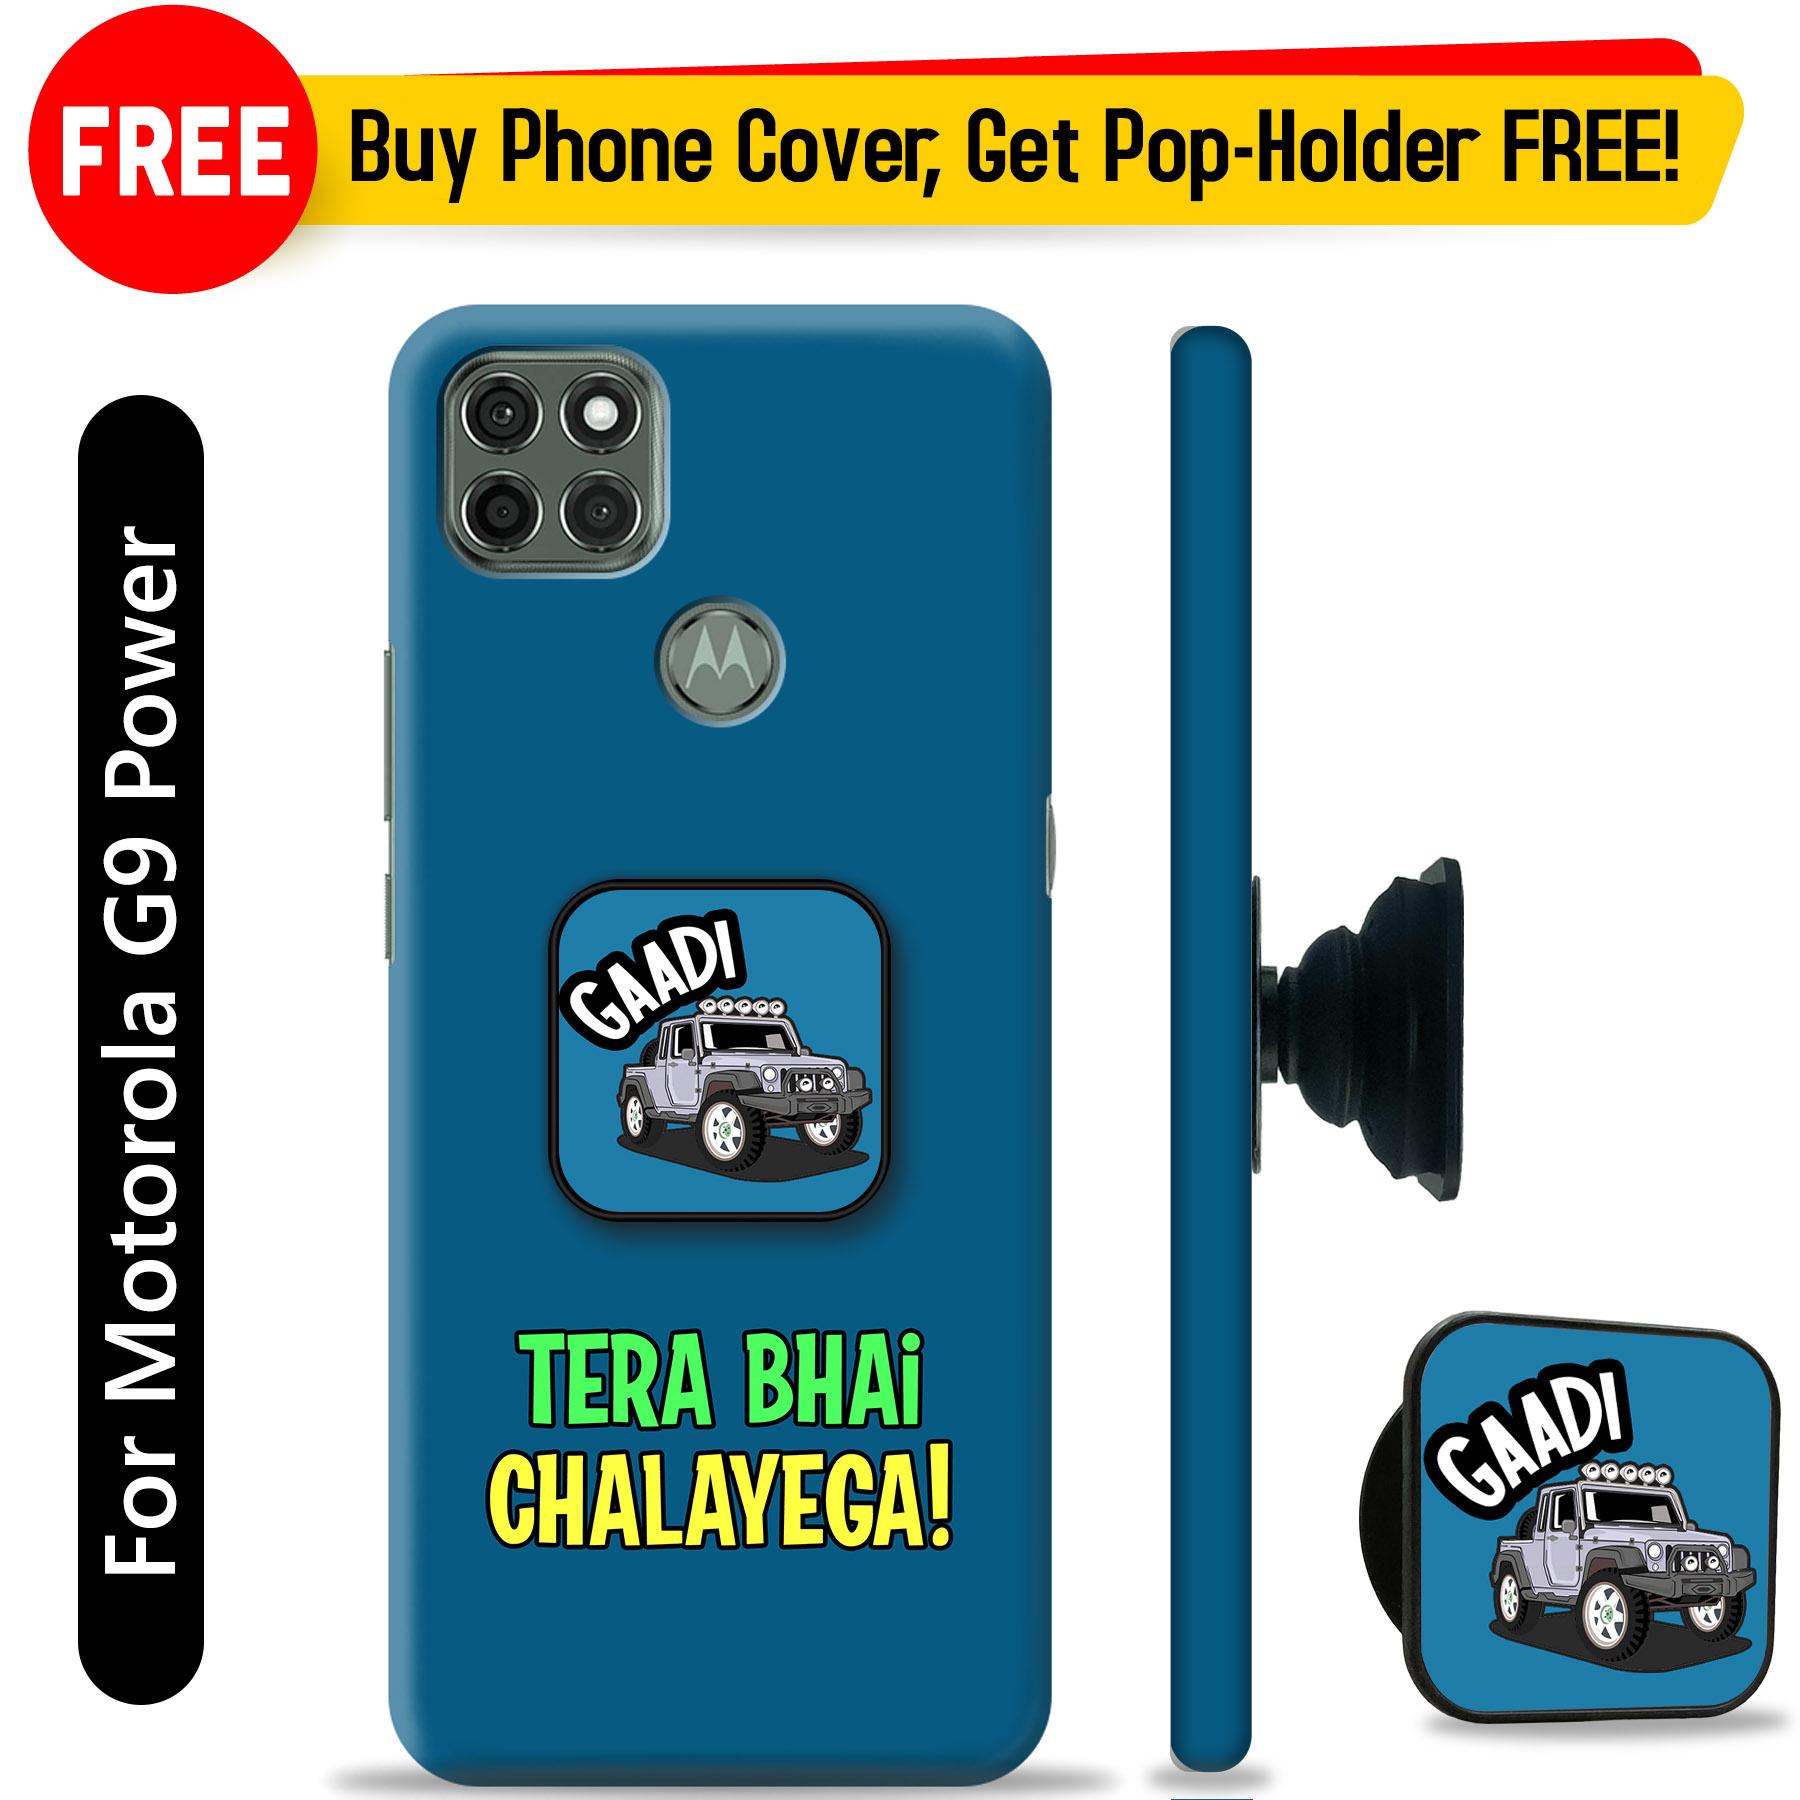 FREE
Buy Phone Cover, Get Pop-Holder FREE!
For Motorola G9 Power
GAADI
TERA BHAi
CHALAYEGA!
GAADI